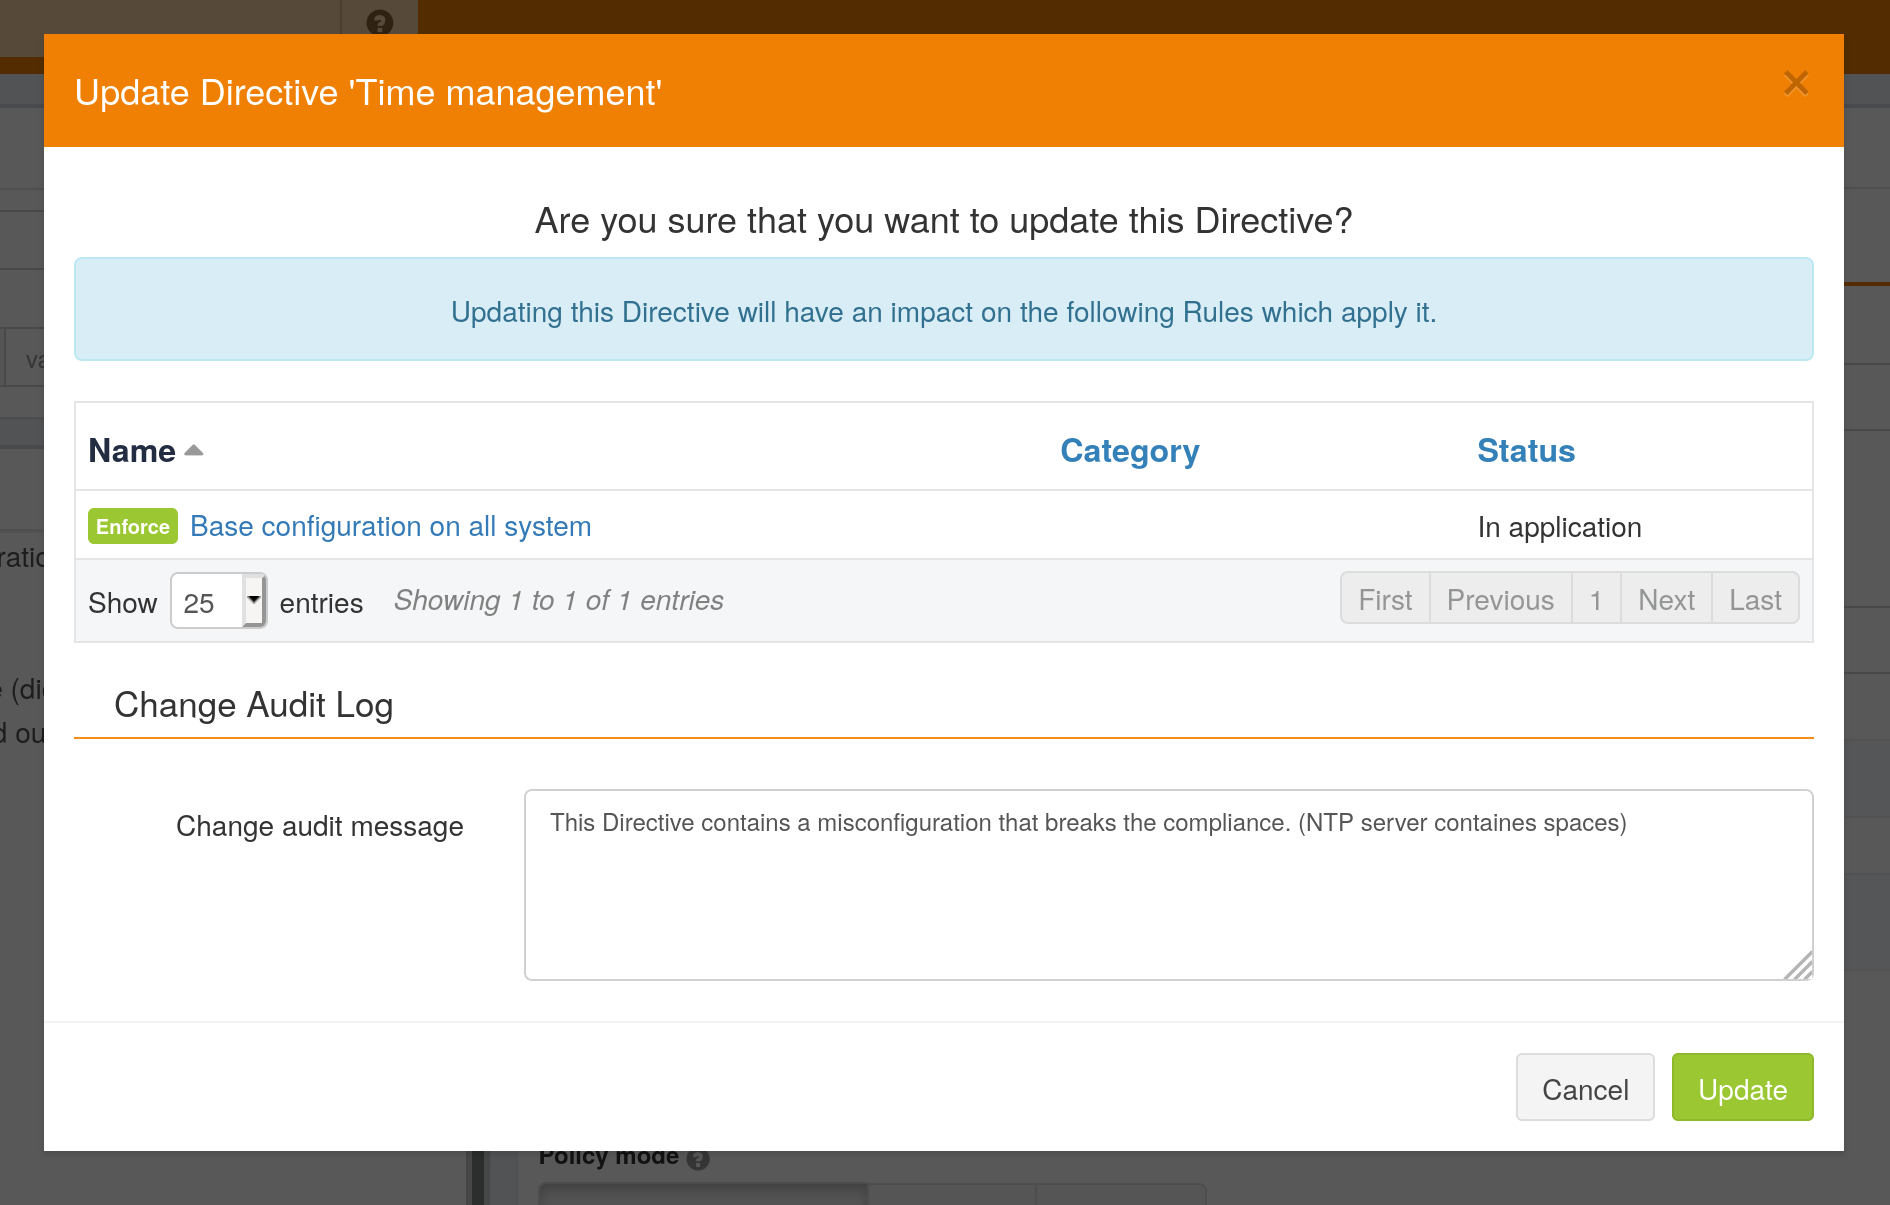 Update Directive 'Time management'
Are you sure that you want to update this Directive?
Updating this Directive will have an impact on the following Rules which apply it.
Name Category Status
Enforce Base configuration on all system In application
Show 25 entries Showing 1 to 1 of 1 entries First Previous 1 Next Last
Change Audit Log
Change audit message This Directive contains a misconfiguration that breaks the compliance. (NTP server containes spaces)
Cancel Update
Policy mode